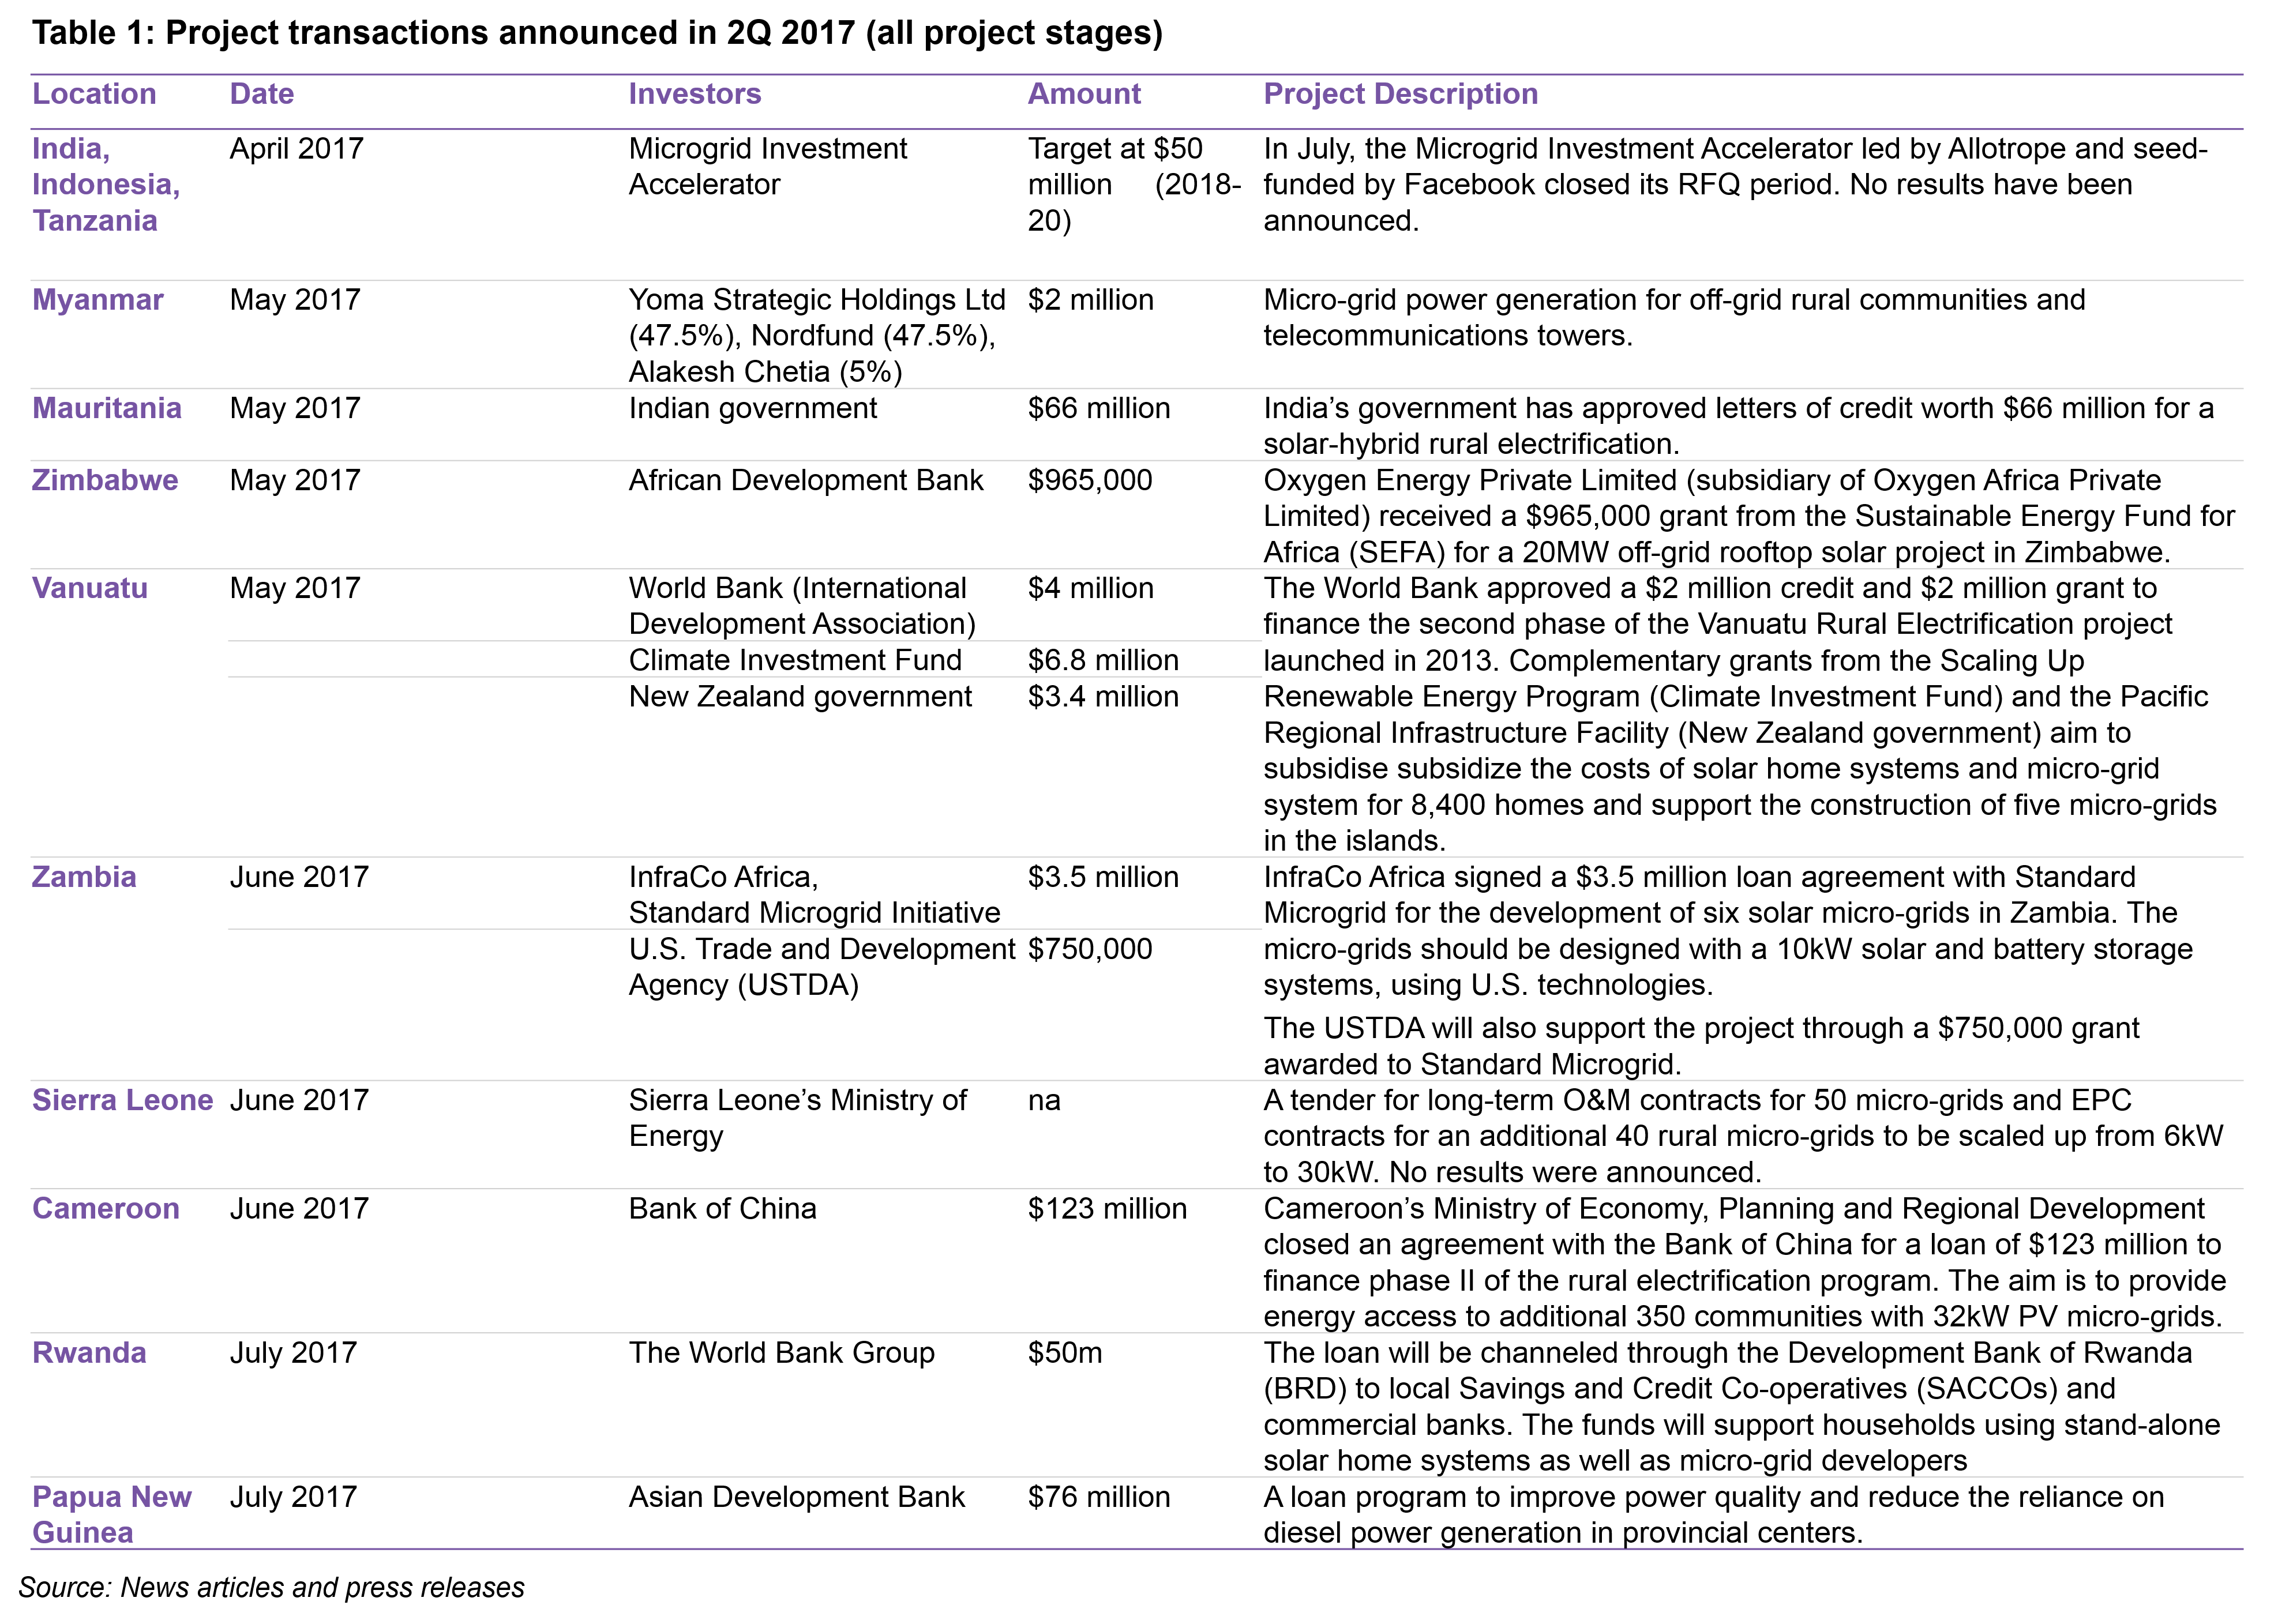 Table 1: Project transactions announced in 2Q 2017 (all project stages)
Location Date Investors Amount Project Description
India,
Indonesia,
Tanzania
April 2017
Microgrid Investment
Accelerator
Target at $50
million (2018-
20)
In July, the Microgrid Investment Accelerator led by Allotrope and seed-
funded by Facebook closed its RFQ period. No results have been
announced.
Myanmar
May 2017
Yoma Strategic Holdings Ltd
(47.5%), Nordfund (47.5%),
Alakesh Chetia (5%)
$2 million
Micro-grid power generation for off-grid rural communities and
telecommunications towers.
Mauritania
May 2017
Indian government
$66 million
India’s government has approved letters of credit worth $66 million for a
solar-hybrid rural electrification.
Zimbabwe
May 2017
African Development Bank
$965,000
Oxygen Energy Private Limited (subsidiary of Oxygen Africa Private
Limited) received a $965,000 grant from the Sustainable Energy Fund for
Africa (SEFA) for a 20MW off-grid rooftop solar project in Zimbabwe.
Vanuatu
May 2017
World Bank (International
Development Association)
$4 million
Climate Investment Fund
$6.8 million
New Zealand government
$3.4 million
The World Bank approved a $2 million credit and $2 million grant to
finance the second phase of the Vanuatu Rural Electrification project
launched in 2013. Complementary grants from the Scaling Up
Renewable Energy Program (Climate Investment Fund) and the Pacific
Regional Infrastructure Facility (New Zealand government) aim to
subsidise subsidize the costs of solar home systems and micro-grid
system for 8,400 homes and support the construction of five micro-grids
in the islands.
Zambia
June 2017
InfraCo Africa,
Standard Microgrid Initiative
$3.5 million
U.S. Trade and Development
Agency (USTDA)
$750,000
InfraCo Africa signed a $3.5 million loan agreement with Standard
Microgrid for the development of six solar micro-grids in Zambia. The
micro-grids should be designed with a 10kW solar and battery storage
systems, using U.S. technologies.
The USTDA will also support the project through a $750,000 grant
awarded to Standard Microgrid.
Sierra Leone
June 2017
Sierra Leone’s Ministry of
Energy
na
A tender for long-term O&M contracts for 50 micro-grids and EPC
contracts for an additional 40 rural micro-grids to be scaled up from 6kW
to 30kW. No results were announced.
Cameroon
June 2017
Bank of China
$123 million
Cameroon’s Ministry of Economy, Planning and Regional Development
closed an agreement with the Bank of China for a loan of $123 million to
finance phase II of the rural electrification program. The aim is to provide
energy access to additional 350 communities with 32kW PV micro-grids.
Rwanda
July 2017
The World Bank Group
$50m
The loan will be channeled through the Development Bank of Rwanda
(BRD) to local Savings and Credit Co-operatives (SACCOs) and
commercial banks. The funds will support households using stand-alone
solar home systems as well as micro-grid developers
Papua New
Guinea
July 2017
Asian Development Bank
$76 million
A loan program to improve power quality and reduce the reliance on
diesel power generation in provincial centers.
Source: News articles and press releases